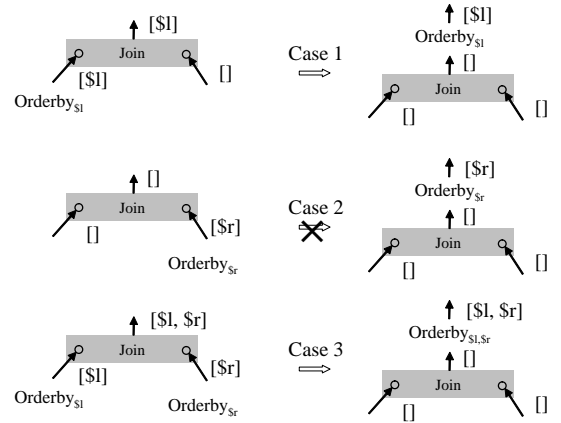 [$l]
Join
[$l]
[]
Orderby$l
Case 1
[$l]
Orderby$l
[]
Join
[]
[]
[]
Join
[]
[$r]
Orderby$r
Case 2
[$r]
Orderby$r
[]
Join
[]
[]
[$l, $r]
Join
[$l]
[$r]
Orderby$l
Orderby$r
Case 3
[$l, $r]
Orderby$l,$r
[]
Join
[]
[]